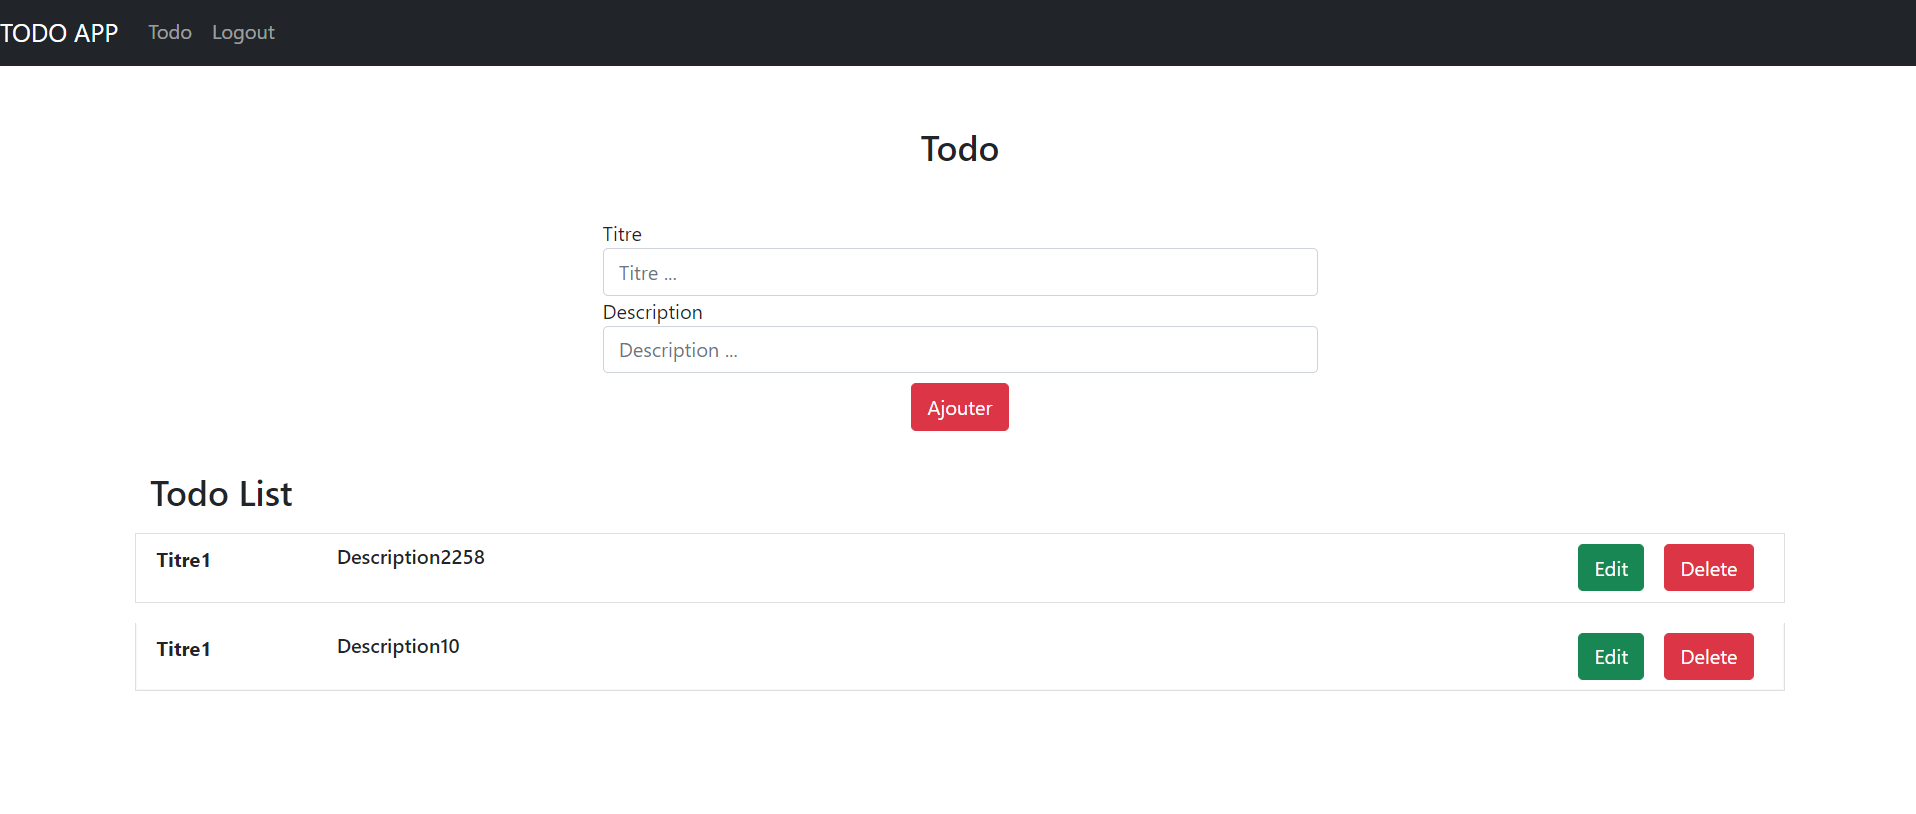 TODO APP Todo Logout
Todo
Titre
Titre ...
Description
Description ...
Ajouter
Todo List
Titre1 Description2258 Edit Delete
Titre1 Description10 Edit Delete